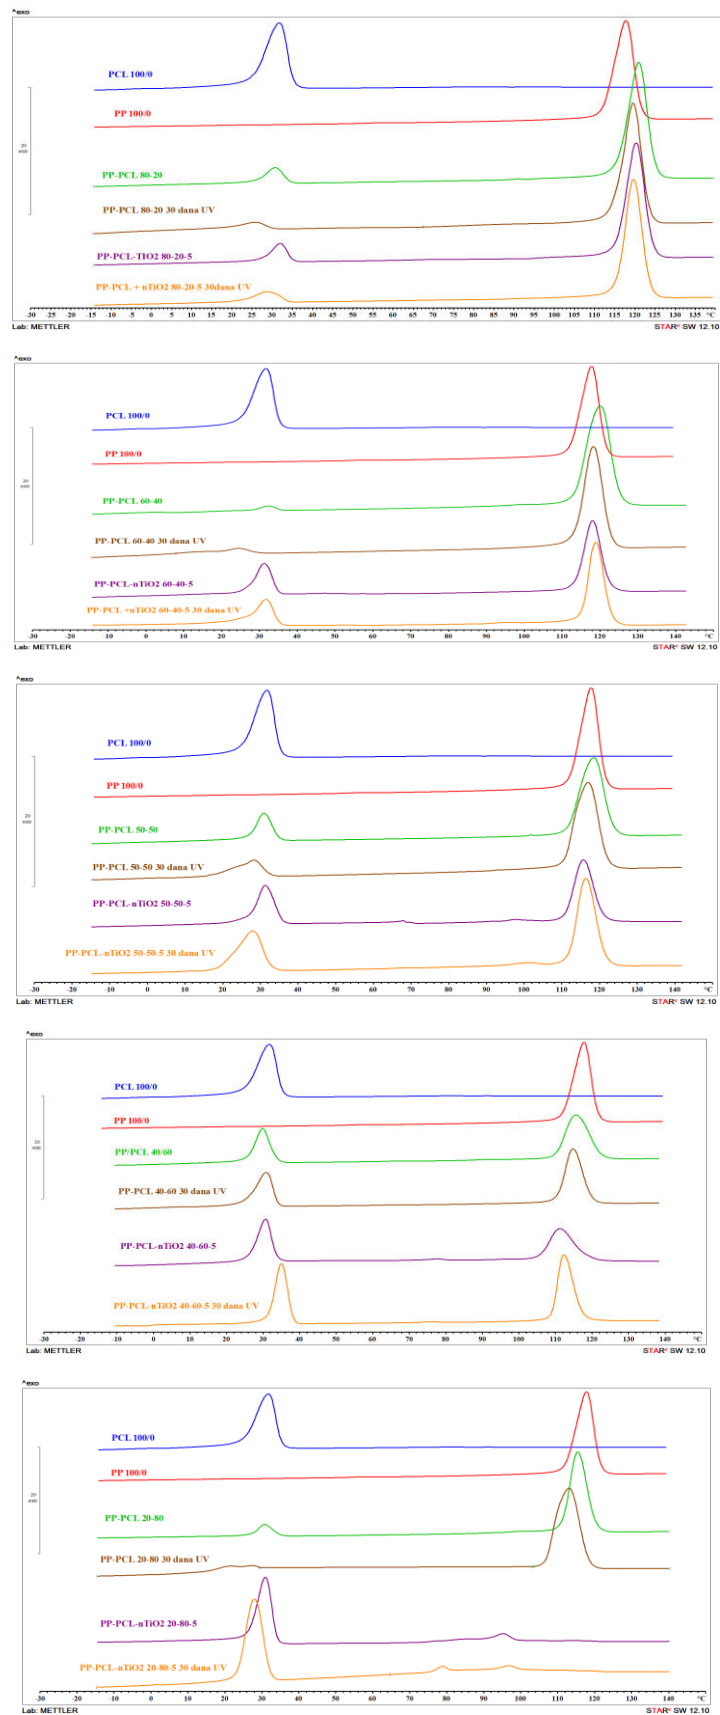 ^exo
PCL 100/0
PP 100/0
20
mW
PP-PCL 80-20
PP-PCL 80-20 30 dana UV
PP-PCL-TIO2 80-20-5
PP-PCL + nTiO2 80-20-5 30dana UV
-30 -25 -20 -15 -10 -5 0 5 10 15 20 25 30 35 40 45 50 55 60 65 70 75 80 85 90 95 100 105 110 115 120 125 130 135 °C
Lab: METTLER STARe SW 12.10
^exo
PCL 100/0
PP 100/0
20
mW
PP-PCL 60-40
PP-PCL 60-40 30 dana UV
PP-PCL-nTiO2 60-40-5
PP-PCL +nTiO2 60-40-5 30 dana UV
-30 -20 -10 0 10 20 30 40 50 60 70 80 90 100 110 120 130 140 °C
Lab: METTLER STARe SW 12.10
^exo
PCL 100/0
PP 100/0
20
mW
PP-PCL 50-50
PP-PCL 50-50 30 dana UV
PP-PCL-nTiO2 50-50-5
PP-PCL-nTiO2 50-50-5 30 dana UV
-30 -20 -10 0 10 20 30 40 50 60 70 80 90 100 110 120 130 140 °C
Lab: METTLER STARe SW 12.10
^exo
PCL 100/0
PP 100/0
20
mW
PP/PCL 40/60
PP-PCL 40-60 30 dana UV
PP-PCL-nTiO2 40-60-5
PP-PCL-nTiO2 40-60-5 30 dana UV
-30 -20 -10 0 10 20 30 40 50 60 70 80 90 100 110 120 130 140 °C
Lab: METTLER STARe SW 12.10
^exo
PCL 100/0
PP 100/0
20
mW
PP-PCL 20-80
PP-PCL 20-80 30 dana UV
PP-PCL-nTiO2 20-80-5
PP-PCL-nTiO2 20-80-5 30 dana UV
-30 -20 -10 0 10 20 30 40 50 60 70 80 90 100 110 120 130 140 °C
Lab: METTLER STARe SW 12.10